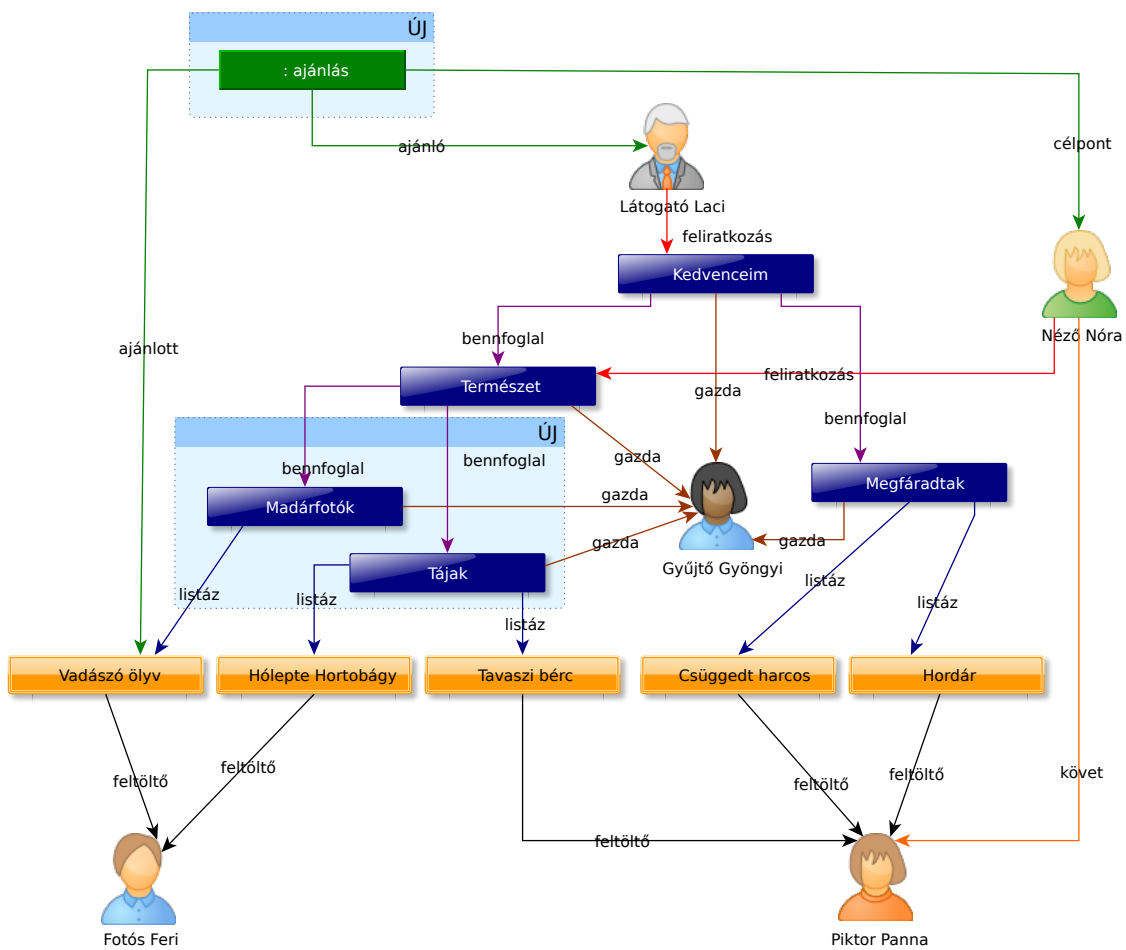 ÚJ
: ajánlás
ajánló
célpont
Látogató Laci
feliratkozás
Kedvenceim
Néző Nóra
bennfoglal
ajánlott
feliratkozás
Természet
gazda
bennfoglal
ÚJ
gazda
bennfoglal
bennfoglal
Megfáradtak
gazda
Madárfotók
gazda
gazda
Gyűjtő Gyöngyi
Tájak
listáz
listáz
listáz
listáz
listáz
Vadászó ölyv
Hólepte Hortobágy
Tavaszi bérc
Csüggedt harcos
Hordár
feltöltő
feltöltő
feltöltő
feltöltő
követ
feltöltő
Fotós Feri
Piktor Panna